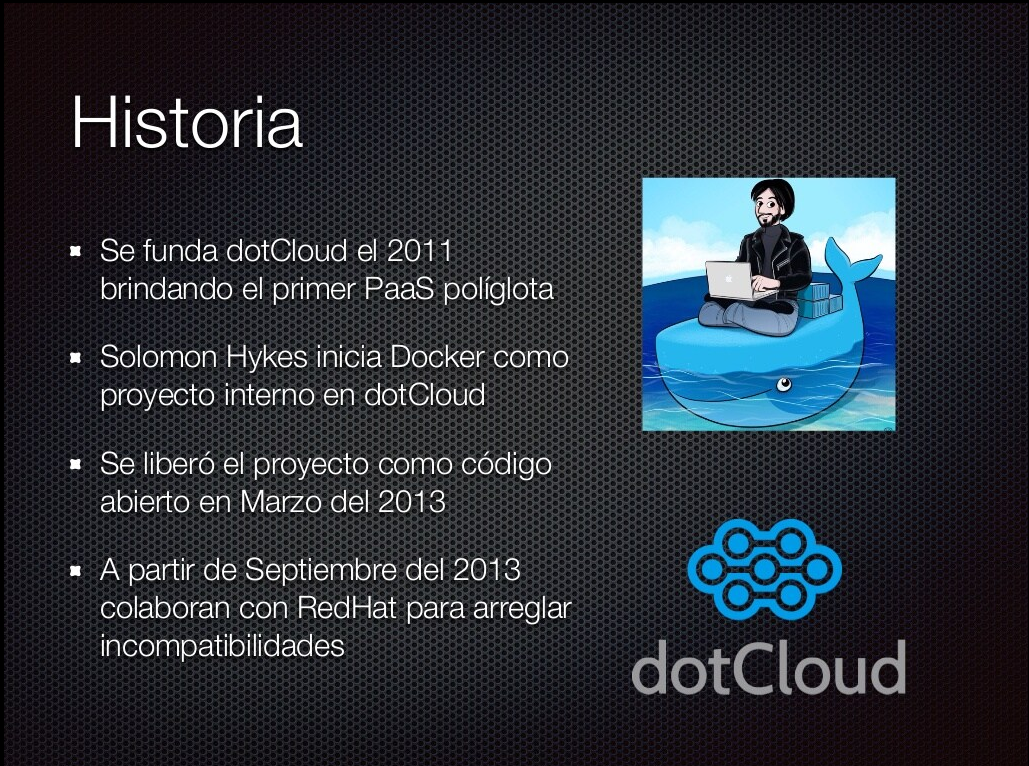 Historia
Se funda dotCloud el 2011
brindando el primer PaaS políglota
Solomon Hykes inicia Docker como
proyecto interno en dotCloud
Se liberó el proyecto como código
abierto en Marzo del 2013
A partir de Septiembre del 2013
colaboran con RedHat para arreglar
incompatibilidades
dotCloud